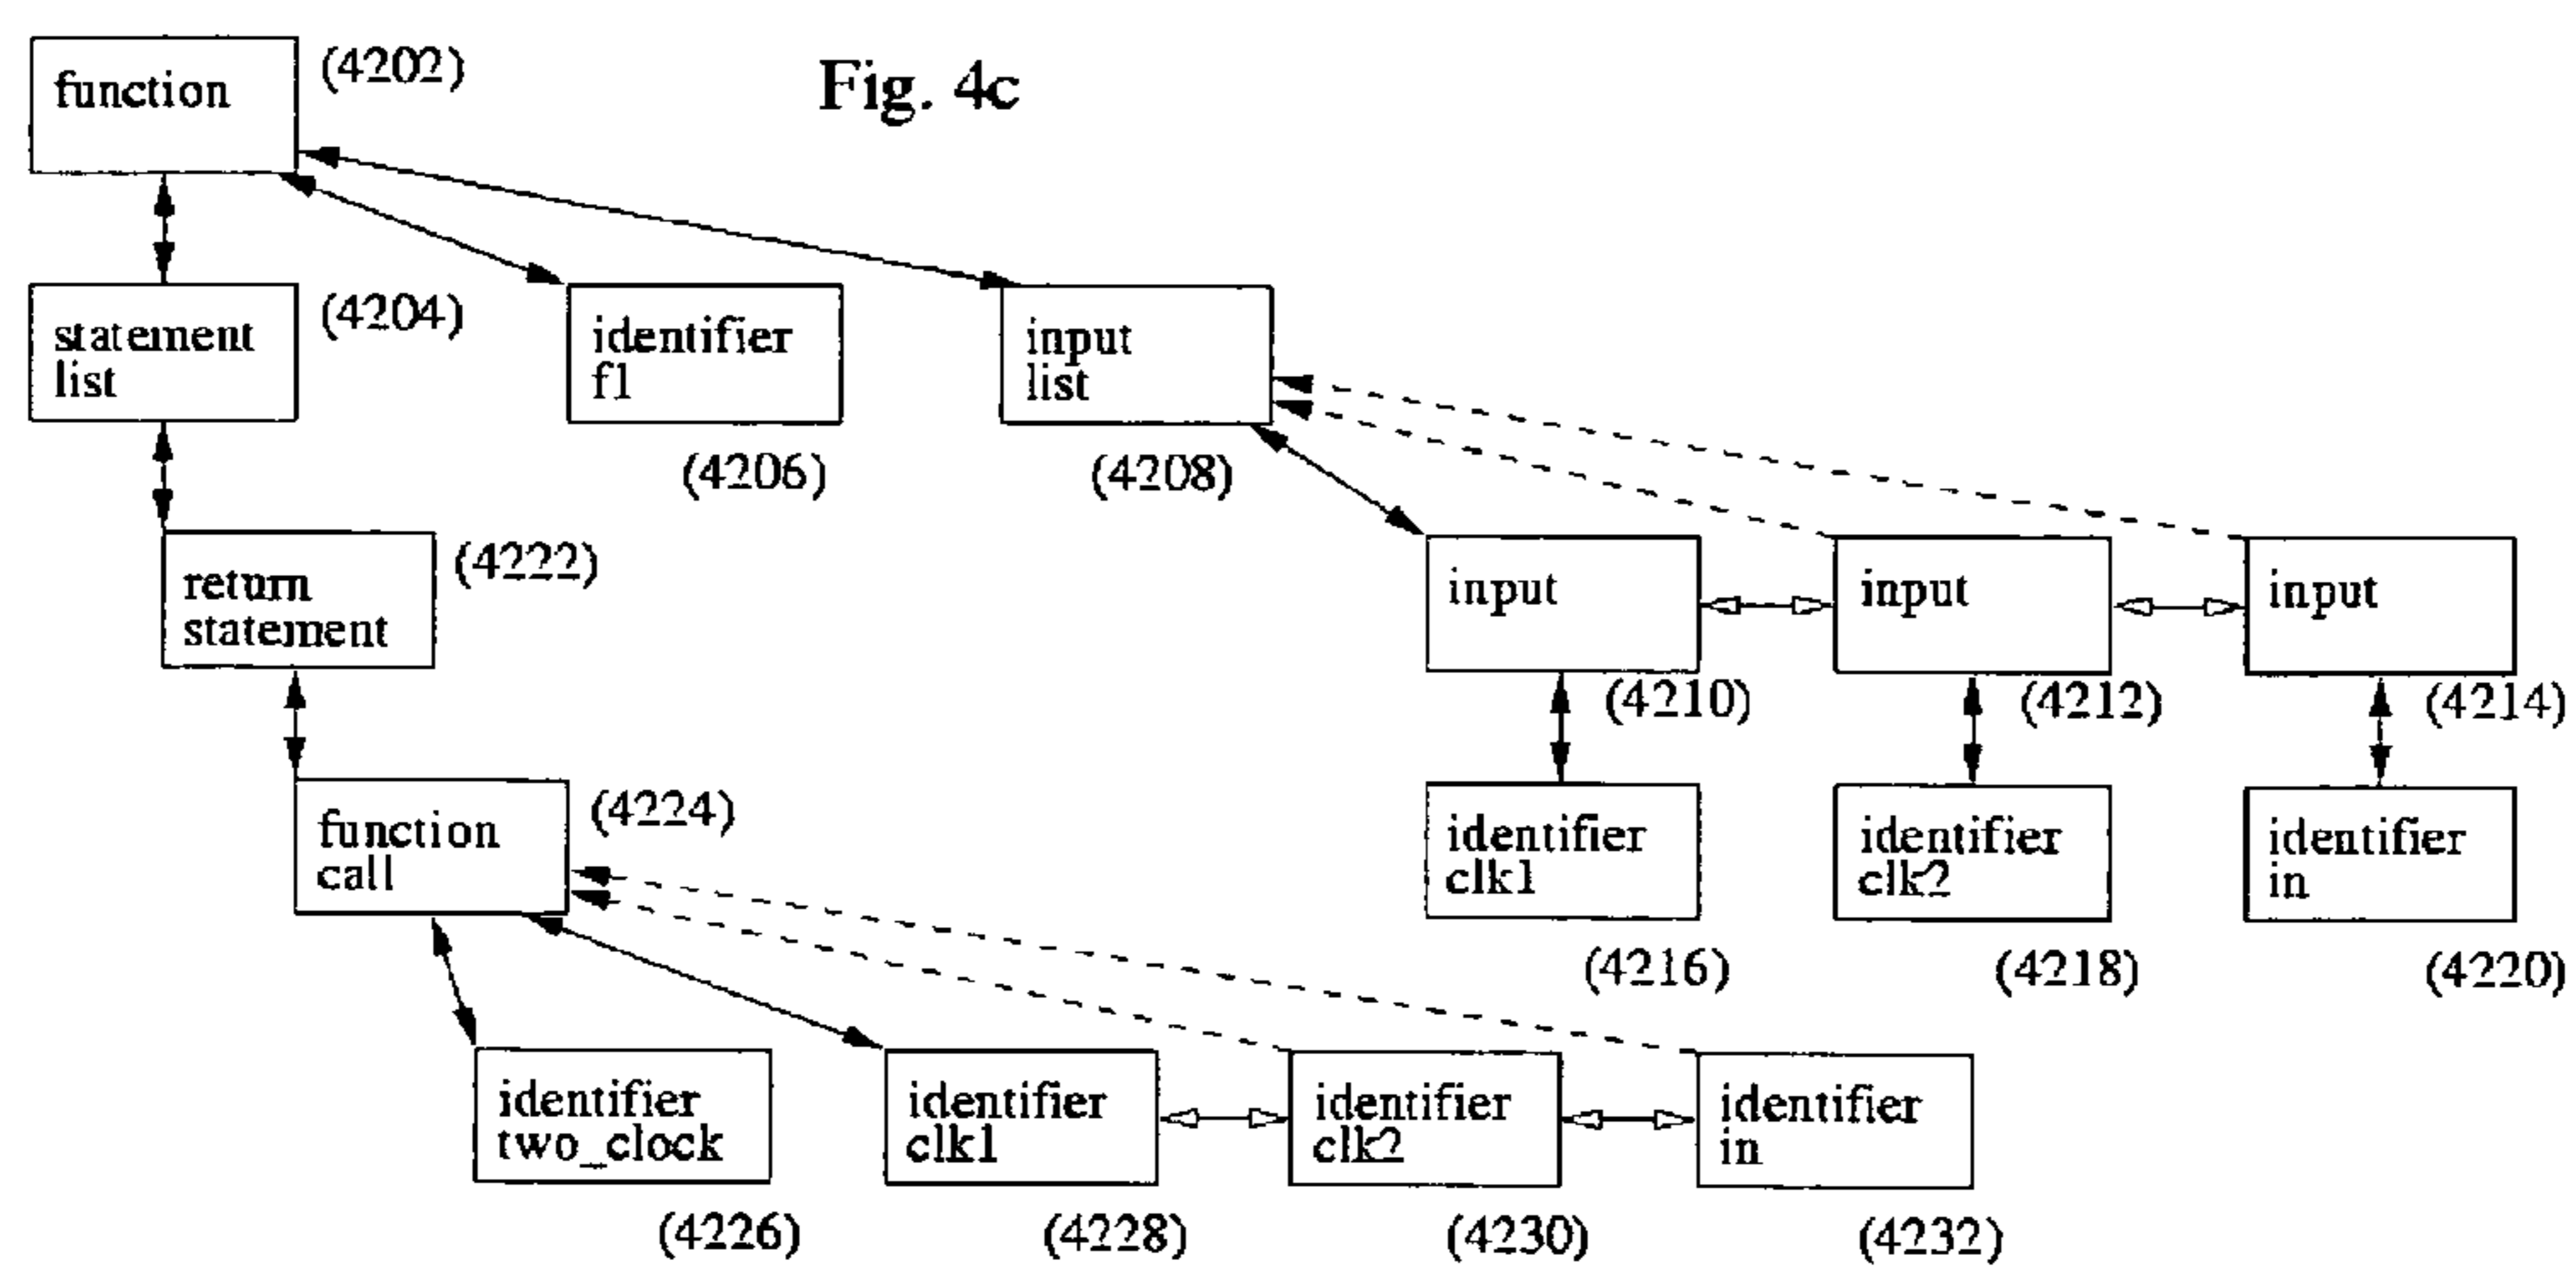 function
(4202)
Fig. 4c
statement
list
(4204)
identifier
f1
(4206)
input
list
(4208)
return
statement
(4222)
input
(4210)
input
(4212)
input
(4214)
function
call
(4224)
identifier
clk1
(4216)
identifier
clk2
(4218)
identifier
in
(4220)
identifier
two_clock
(4226)
identifier
clk1
(4228)
identifier
clk2
(4230)
identifier
in
(4232)